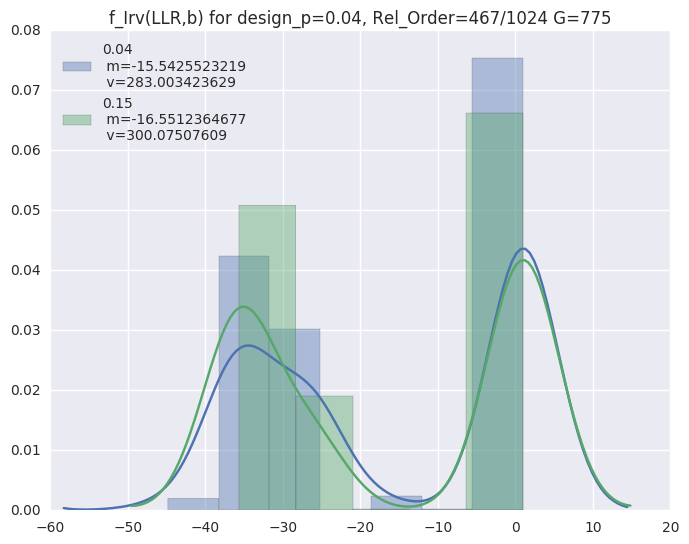 f_Irv(LLR,b) for design_p=0.04, Rel_Order=467/1024 G=775
0.04
m=-15.5425523219
v=283.003423629
0.15
m=-16.5512364677
v=300.07507609
0.08
0.07
0.06
0.05
0.04
0.03
0.02
0.01
0.00
−60 −50 −40 −30 −20 −10 0 10 20